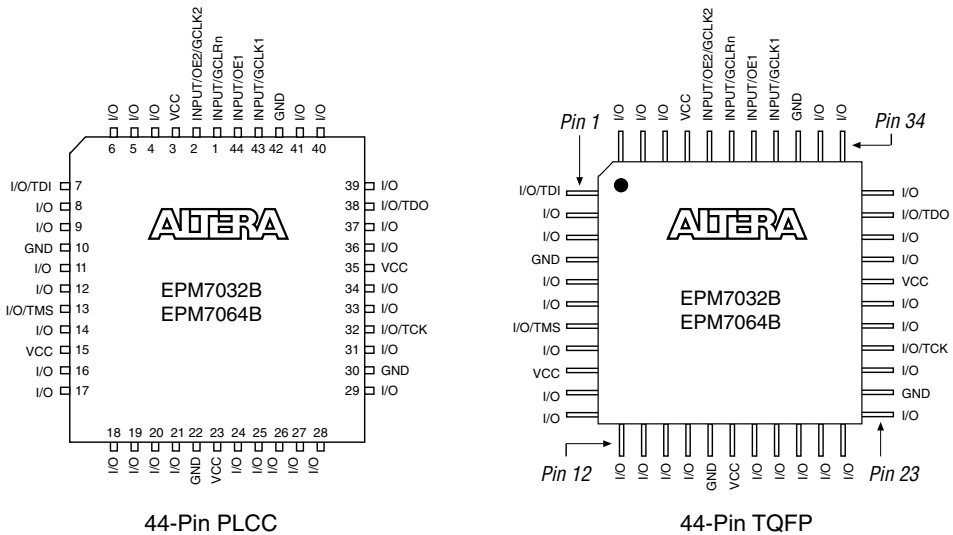 I/O
I/O
I/O
VCC
INPUT/OE2/GCLK2
INPUT/GCLRn
INPUT/OE1
INPUT/GCLK1
GND
I/O
I/O
6 5 4 3 2 1 44 43 42 41 40
I/O/TDI 7
I/O 8
I/O 9
GND 10
I/O 11
I/O 12
I/O/TMS 13
I/O 14
VCC 15
I/O 16
I/O 17
ALTERA
EPM7032B
EPM7064B
39 I/O
38 I/O/TDO
37 I/O
36 I/O
35 VCC
34 I/O
33 I/O
32 I/O/TCK
31 I/O
30 GND
29 I/O
18 19 20 21 22 23 24 25 26 27 28
I/O
I/O
I/O
I/O
GND
VCC
I/O
I/O
I/O
I/O
I/O
44-Pin PLCC
I/O
I/O
I/O
VCC
INPUT/OE2/GCLK2
INPUT/GCLRn
INPUT/OE1
INPUT/GCLK1
GND
I/O
I/O
Pin 1
Pin 34
I/O/TDI
I/O
I/O
GND
I/O
I/O
I/O/TMS
I/O
VCC
I/O
I/O
ALTERA
EPM7032B
EPM7064B
I/O
I/O/TDO
I/O
I/O
VCC
I/O
I/O
I/O/TCK
I/O
GND
I/O
Pin 12
Pin 23
I/O
I/O
I/O
I/O
GND
VCC
I/O
I/O
I/O
I/O
I/O
44-Pin TQFP